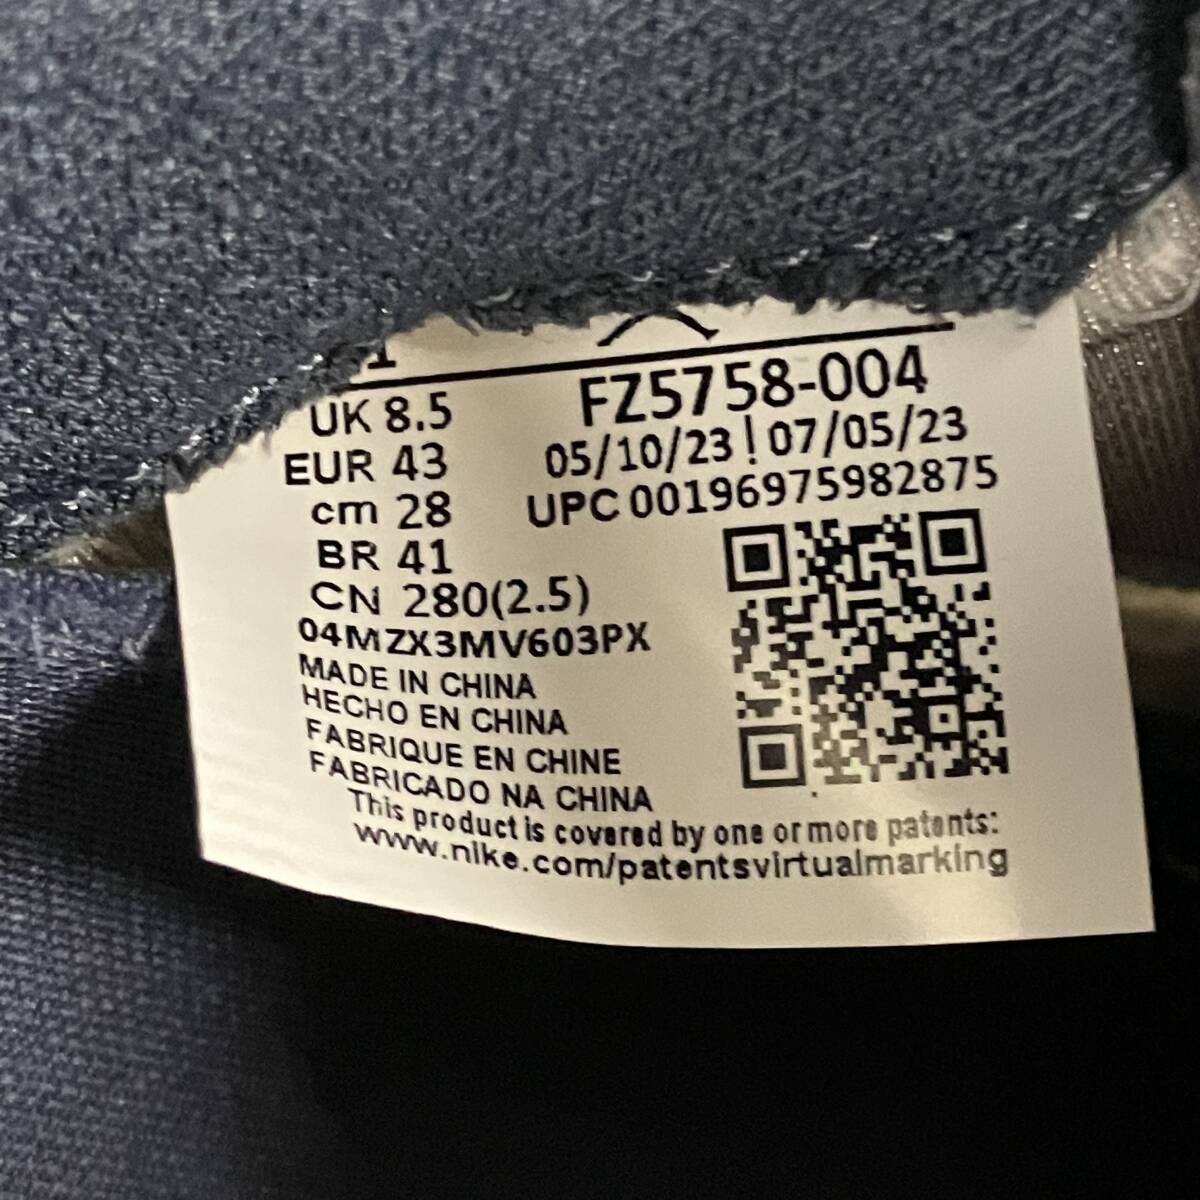 UK 8.5
EUR 43
cm 28
BR 41
CN 280(2.5)
FZ5758-004
05/10/23 ! 07/05/23
UPC 00196975982875
04MZX3MV603PX
MADE IN CHINA
HECHO EN CHINA
FABRIQUE EN CHINE
FABRICADO NA CHINA
This product is covered by one or more patents:
www.nike.com/patentsvirtualmarking